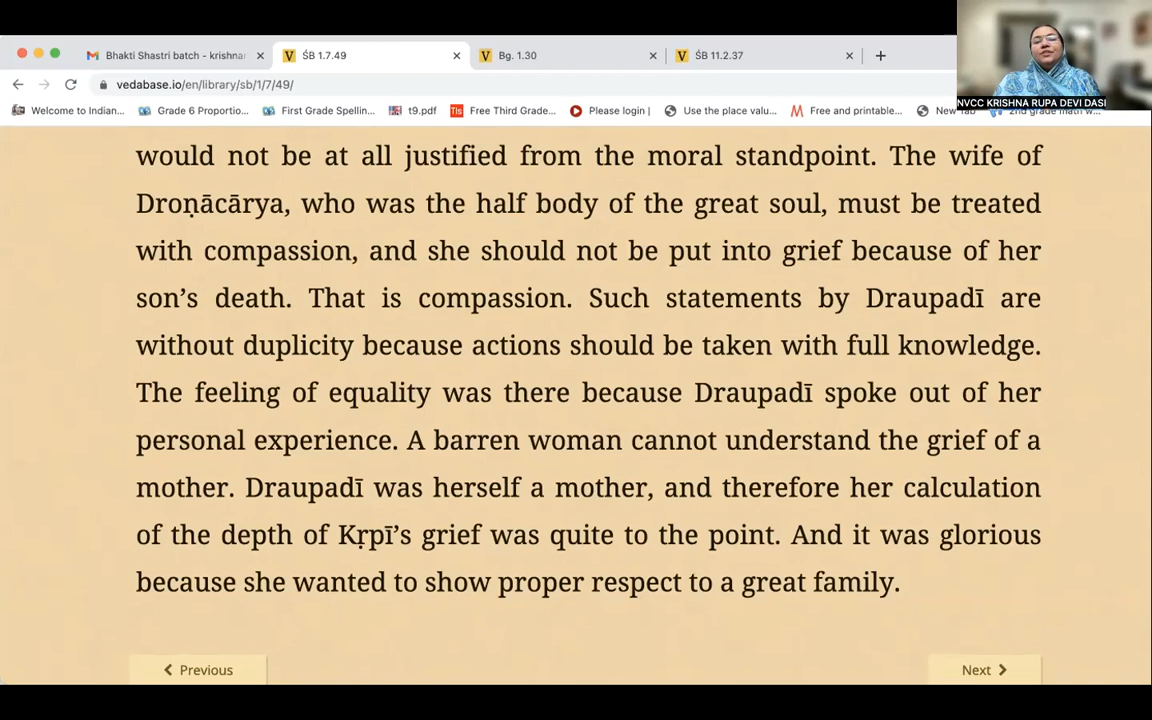 Bhakti Shastri batch - krishna
ŚB 1.7.49
Bg. 1.30
ŚB 11.2.37
vedabase.io/en/library/sb/1/7/49/
Welcome to Indian...
Grade 6 Proportio...
First Grade Spellin...
t9.pdf
Free Third Grade...
Please login |
Use the place valu...
Free and printable...
New Tab
2nd grade math w...
NVCC KRISHNA RUPA DEVI DASI
would not be at all justified from the moral standpoint. The wife of
Droṇācārya, who was the half body of the great soul, must be treated
with compassion, and she should not be put into grief because of her
son’s death. That is compassion. Such statements by Draupadī are
without duplicity because actions should be taken with full knowledge.
The feeling of equality was there because Draupadī spoke out of her
personal experience. A barren woman cannot understand the grief of a
mother. Draupadī was herself a mother, and therefore her calculation
of the depth of Kṛpī’s grief was quite to the point. And it was glorious
because she wanted to show proper respect to a great family.
Previous
Next